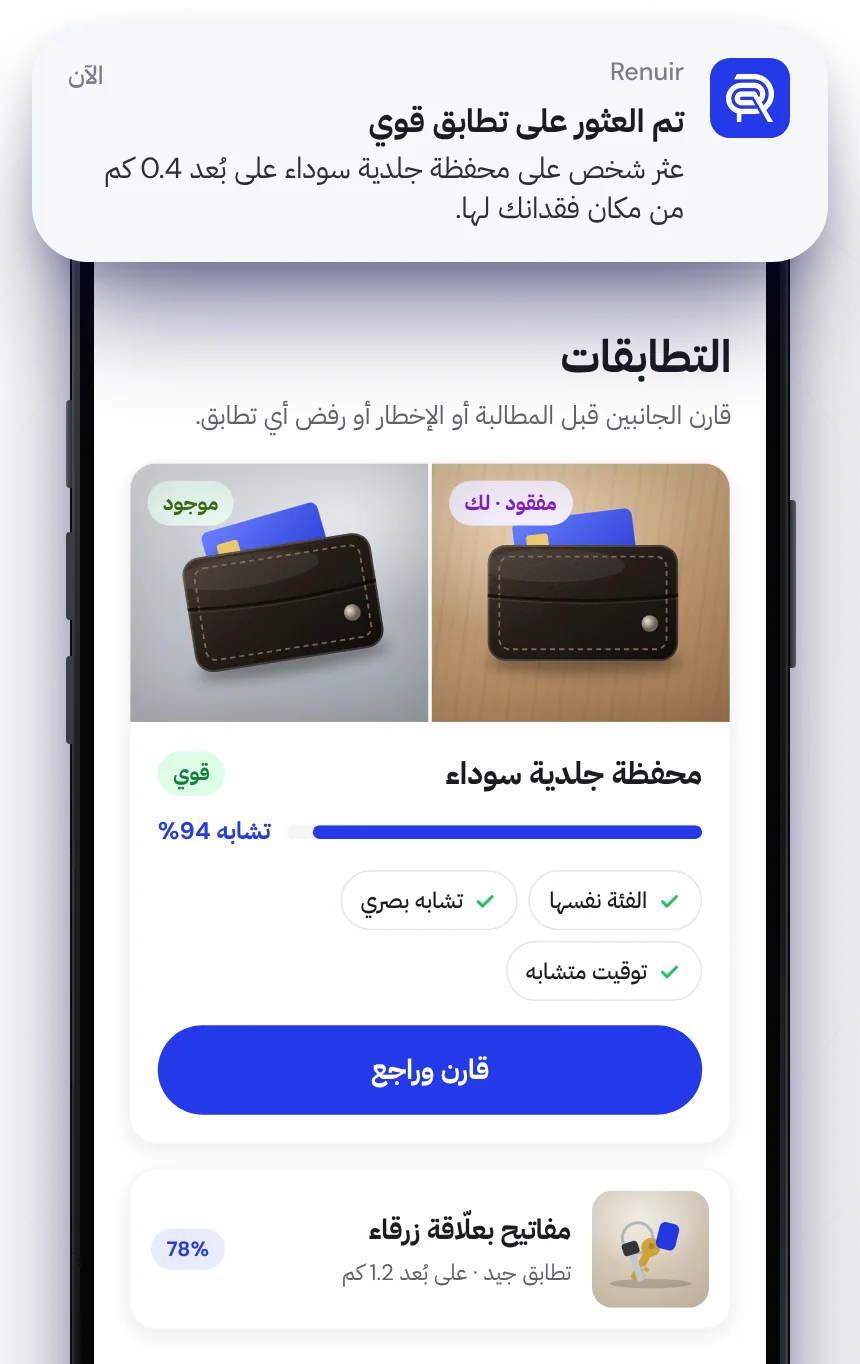 Renuir
الآن
تم العثور على تطابق قوي
عثر شخص على محفظة جلدية سوداء على بُعد 0.4 كم
من مكان فقدانك لها.
التطابقات
قارن الجانبين قبل المطالبة أو الإخطار أو رفض أي تطابق.
مفقود · لك
موجود
محفظة جلدية سوداء
قوي
تشابه 94%
الفئة نفسها
تشابه بصري
توقيت متشابه
قارن وراجع
مفاتيح بعلّاقة زرقاء
تطابق جيد · على بُعد 1.2 كم
78%